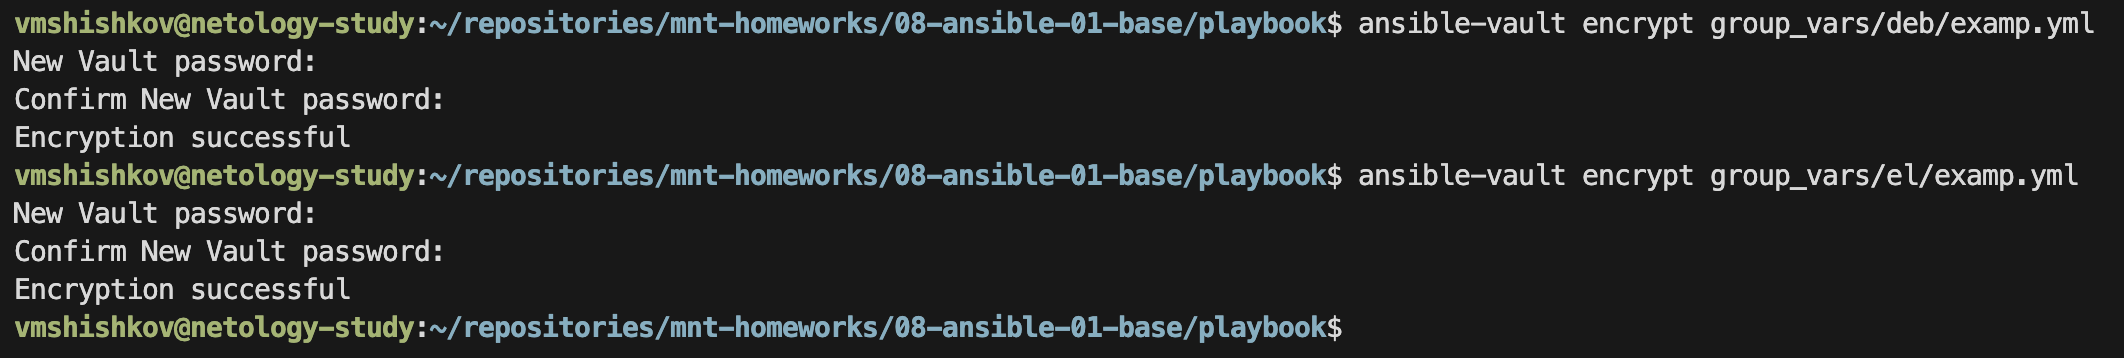 vmshishkov@netology-study:~/repositories/mnt-homeworks/08-ansible-01-base/playbook$ ansible-vault encrypt group_vars/deb/examp.yml
New Vault password:
Confirm New Vault password:
Encryption successful
vmshishkov@netology-study:~/repositories/mnt-homeworks/08-ansible-01-base/playbook$ ansible-vault encrypt group_vars/el/examp.yml
New Vault password:
Confirm New Vault password:
Encryption successful
vmshishkov@netology-study:~/repositories/mnt-homeworks/08-ansible-01-base/playbook$